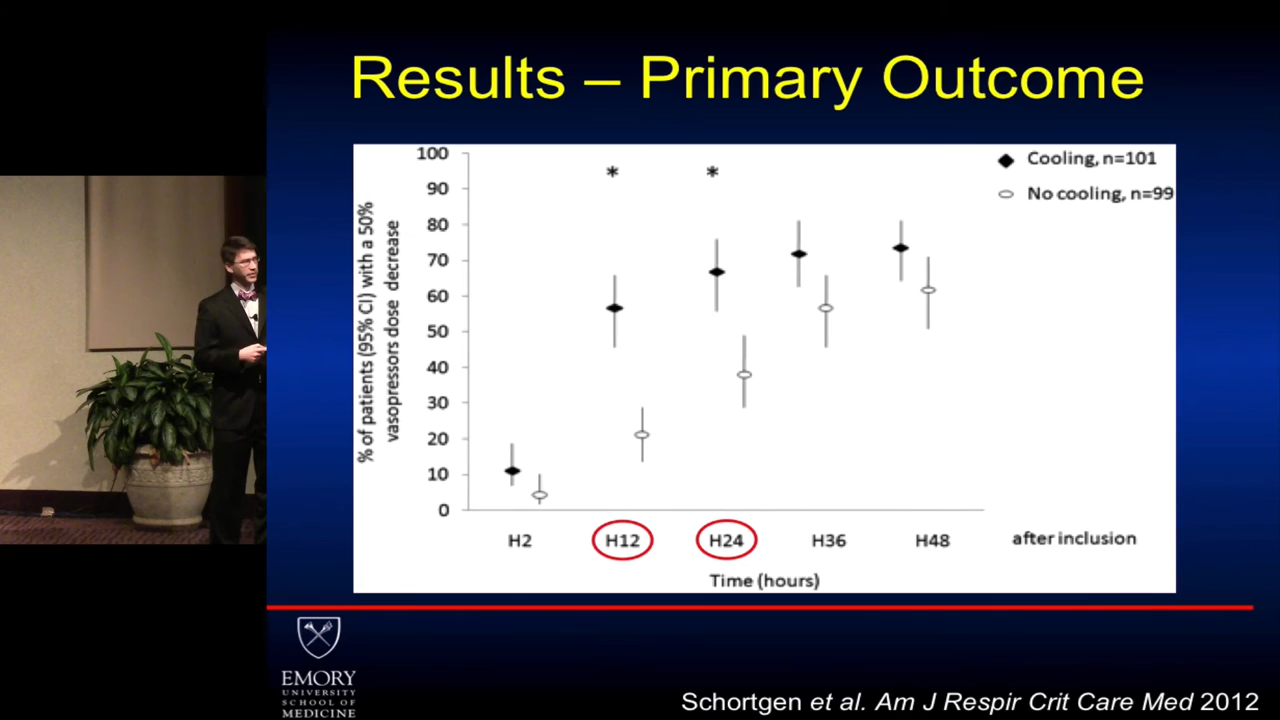 Results – Primary Outcome
% of patients (95% CI) with a 50%
vasopressors dose decrease
100
90
80
70
60
50
40
30
20
10
0
* *
Cooling, n=101
No cooling, n=99
H2 H12 H24 H36 H48 after inclusion
Time (hours)
EMORY
UNIVERSITY
SCHOOL OF
MEDICINE
Schortgen et al. Am J Respir Crit Care Med 2012